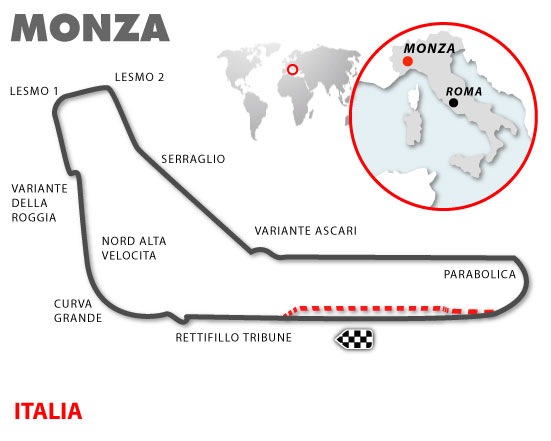 MONZA
MONZA
ROMA
LESMO 1
LESMO 2
SERRAGLIO
VARIANTE
DELLA
ROGGIA
VARIANTE ASCARI
NORD ALTA
VELOCITA
PARABOLICA
CURVA
GRANDE
RETTIFILLO TRIBUNE
ITALIA